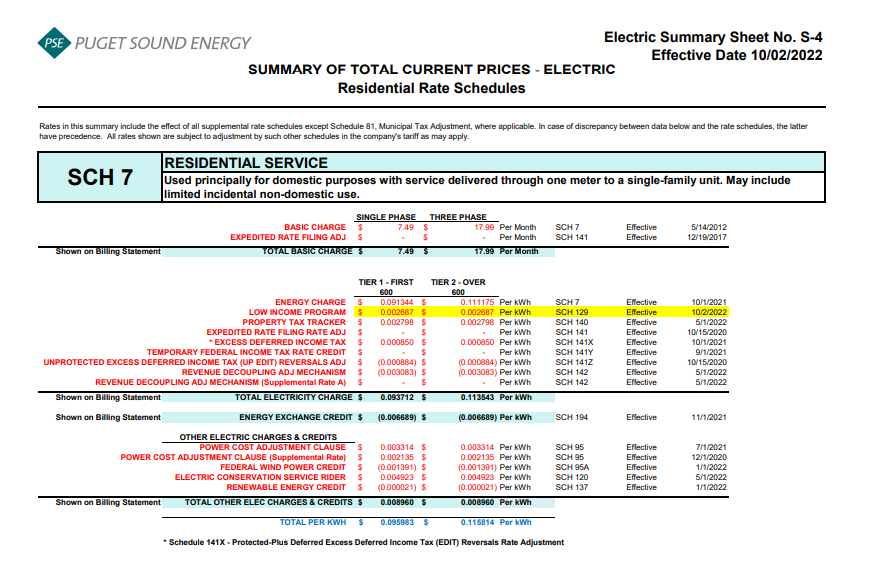 PSE PUGET SOUND ENERGY
Electric Summary Sheet No. S-4
Effective Date 10/02/2022
SUMMARY OF TOTAL CURRENT PRICES - ELECTRIC
Residential Rate Schedules
Rates in this summary include the effect of all supplemental rate schedules except Schedule 81, Municipal Tax Adjustment, where applicable. In case of discrepancy between data below and the rate schedules, the latter
have precedence. All rates shown are subject to adjustment by such other schedules in the company's tariff as may apply.
SCH 7
RESIDENTIAL SERVICE
Used principally for domestic purposes with service delivered through one meter to a single-family unit. May include
limited incidental non-domestic use.
SINGLE PHASE THREE PHASE
BASIC CHARGE $ 7.49 $ 17.99 Per Month SCH 7 Effective 5/14/2012
EXPEDITED RATE FILING ADJ $ - $ - Per Month SCH 141 Effective 12/19/2017
Shown on Billing Statement TOTAL BASIC CHARGE $ 7.49 $ 17.99 Per Month
TIER 1 - FIRST TIER 2 - OVER
600 600
ENERGY CHARGE $ 0.091344 $ 0.111175 Per kWh SCH 7 Effective 10/1/2021
LOW INCOME PROGRAM $ 0.002687 $ 0.002687 Per kWh SCH 129 Effective 10/2/2022
PROPERTY TAX TRACKER $ 0.002798 $ 0.002798 Per kWh SCH 140 Effective 5/1/2022
EXPEDITED RATE FILING RATE ADJ $ - $ - Per kWh SCH 141 Effective 10/15/2020
* EXCESS DEFERRED INCOME TAX $ 0.000850 $ 0.000850 Per kWh SCH 141X Effective 10/1/2021
TEMPORARY FEDERAL INCOME TAX RATE CREDIT $ - $ - Per kWh SCH 141Y Effective 9/1/2021
UNPROTECTED EXCESS DEFERRED INCOME TAX (UP EDIT) REVERSALS ADJ $ (0.000884) $ (0.000884) Per kWh SCH 141Z Effective 10/15/2020
REVENUE DECOUPLING ADJ MECHANISM $ (0.003083) $ (0.003083) Per kWh SCH 142 Effective 5/1/2022
REVENUE DECOUPLING ADJ MECHANISM (Supplemental Rate A) $ - $ - Per kWh SCH 142 Effective 5/1/2022
Shown on Billing Statement TOTAL ELECTRICITY CHARGE $ 0.093712 $ 0.113543 Per kWh
Shown on Billing Statement ENERGY EXCHANGE CREDIT $ (0.006689) $ (0.006689) Per kWh SCH 194 Effective 11/1/2021
OTHER ELECTRIC CHARGES & CREDITS
POWER COST ADJUSTMENT CLAUSE $ 0.003314 $ 0.003314 Per kWh SCH 95 Effective 7/1/2021
POWER COST ADJUSTMENT CLAUSE (Supplemental Rate) $ 0.002135 $ 0.002135 Per kWh SCH 95 Effective 12/1/2020
FEDERAL WIND POWER CREDIT $ (0.001391) $ (0.001391) Per kWh SCH 95A Effective 1/1/2022
ELECTRIC CONSERVATION SERVICE RIDER $ 0.004923 $ 0.004923 Per kWh SCH 120 Effective 5/1/2022
RENEWABLE ENERGY CREDIT $ (0.000021) $ (0.000021) Per kWh SCH 137 Effective 1/1/2022
Shown on Billing Statement TOTAL OTHER ELEC CHARGES & CREDITS $ 0.008960 $ 0.008960 Per kWh
TOTAL PER KWH $ 0.095983 $ 0.115814 Per kWh
* Schedule 141X - Protected-Plus Deferred Excess Deferred Income Tax (EDIT) Reversals Rate Adjustment